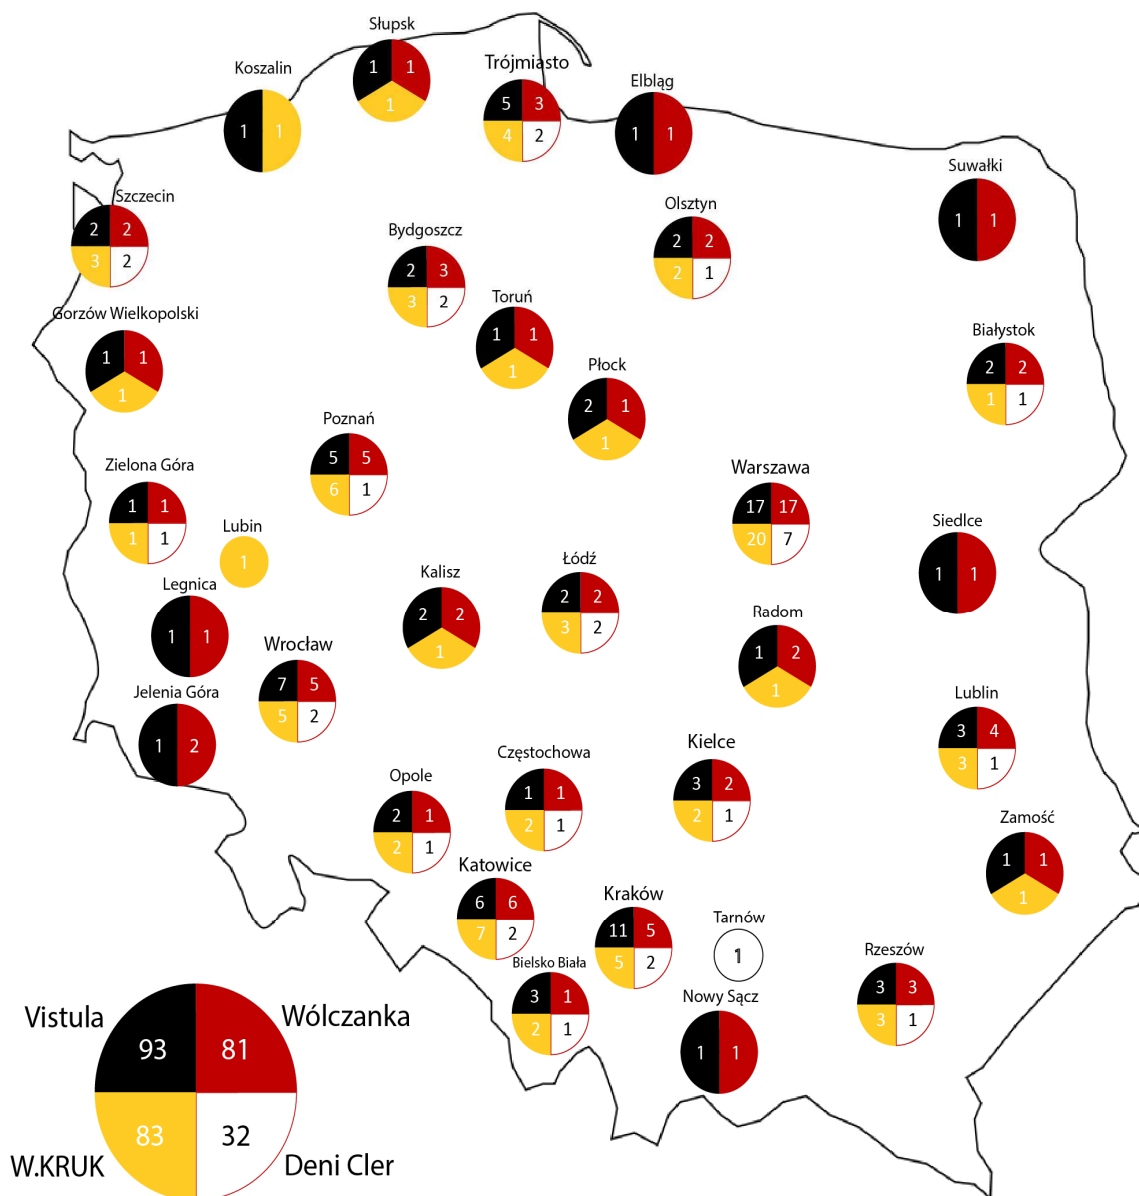 Słupsk
1 1
1
Koszalin
1 1
Trójmiasto
5 3
4 2
Elbląg
1 1
Suwałki
1 1
Szczecin
2 2
3 2
Bydgoszcz
2 3
3 2
Olsztyn
2 2
2 1
Toruń
1 1
1
Gorzów Wielkopolski
1 1
1
Białystok
2 2
1 1
Płock
2 1
1
Poznań
5 5
6 1
Zielona Góra
1 1
1 1
Warszawa
17 17
20 7
Lubin
1
Siedlce
1 1
Legnica
1 1
Kalisz
2 2
1
Łódź
2 2
3 2
Radom
1 2
1
Wrocław
7 5
5 2
Jelenia Góra
1 2
Lublin
3 4
3 1
Kielce
3 2
2 1
Częstochowa
1 1
2 1
Opole
2 1
2 1
Zamość
1 1
1
Katowice
6 6
7 2
Kraków
11 5
5 2
Tarnów
1
Rzeszów
3 3
3 1
Bielsko Biała
3 1
2 1
Nowy Sącz
1 1
Vistula Wólczanka
93 81
83 32
W.KRUK Deni Cler